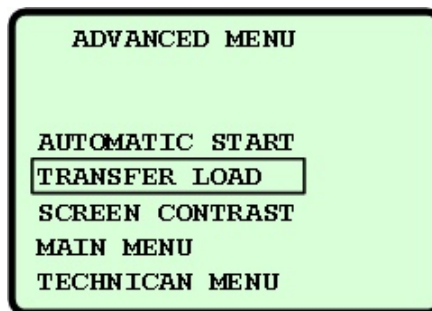 ADVANCED MENU
AUTOMATIC START
TRANSFER LOAD
SCREEN CONTRAST
MAIN MENU
TECHNICAN MENU